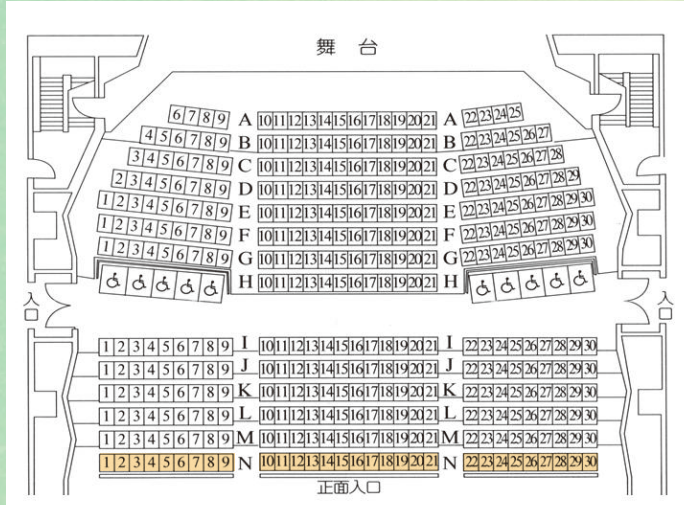 舞台
6 7 8 9 A 10 11 12 13 14 15 16 17 18 19 20 21 A 22 23 24 25
4 5 6 7 8 9 B 10 11 12 13 14 15 16 17 18 19 20 21 B 22 23 24 25 26 27
3 4 5 6 7 8 9 C 10 11 12 13 14 15 16 17 18 19 20 21 C 22 23 24 25 26 27 28
2 3 4 5 6 7 8 9 D 10 11 12 13 14 15 16 17 18 19 20 21 D 22 23 24 25 26 27 28 29
1 2 3 4 5 6 7 8 9 E 10 11 12 13 14 15 16 17 18 19 20 21 E 22 23 24 25 26 27 28 29 30
1 2 3 4 5 6 7 8 9 F 10 11 12 13 14 15 16 17 18 19 20 21 F 22 23 24 25 26 27 28 29 30
1 2 3 4 5 6 7 8 9 G 10 11 12 13 14 15 16 17 18 19 20 21 G 22 23 24 25 26 27 28 29 30
H 10 11 12 13 14 15 16 17 18 19 20 21 H
入口
入口
1 2 3 4 5 6 7 8 9 I 10 11 12 13 14 15 16 17 18 19 20 21 I 22 23 24 25 26 27 28 29 30
1 2 3 4 5 6 7 8 9 J 10 11 12 13 14 15 16 17 18 19 20 21 J 22 23 24 25 26 27 28 29 30
1 2 3 4 5 6 7 8 9 K 10 11 12 13 14 15 16 17 18 19 20 21 K 22 23 24 25 26 27 28 29 30
1 2 3 4 5 6 7 8 9 L 10 11 12 13 14 15 16 17 18 19 20 21 L 22 23 24 25 26 27 28 29 30
1 2 3 4 5 6 7 8 9 M 10 11 12 13 14 15 16 17 18 19 20 21 M 22 23 24 25 26 27 28 29 30
1 2 3 4 5 6 7 8 9 N 10 11 12 13 14 15 16 17 18 19 20 21 N 22 23 24 25 26 27 28 29 30
正面入口